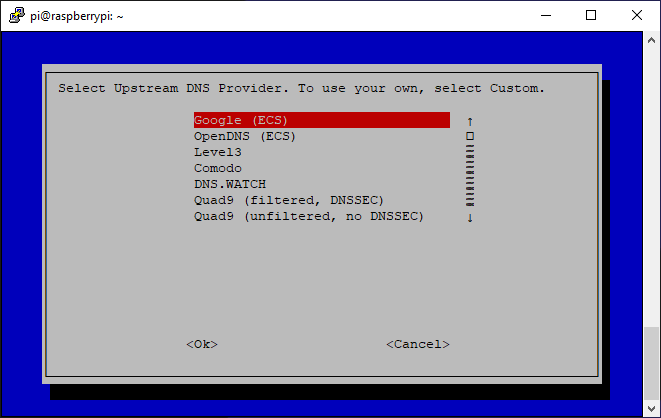 pi@raspberrypi: ~
Select Upstream DNS Provider. To use your own, select Custom.
Google (ECS)
OpenDNS (ECS)
Level3
Comodo
DNS.WATCH
Quad9 (filtered, DNSSEC)
Quad9 (unfiltered, no DNSSEC)
<Ok> <Cancel>